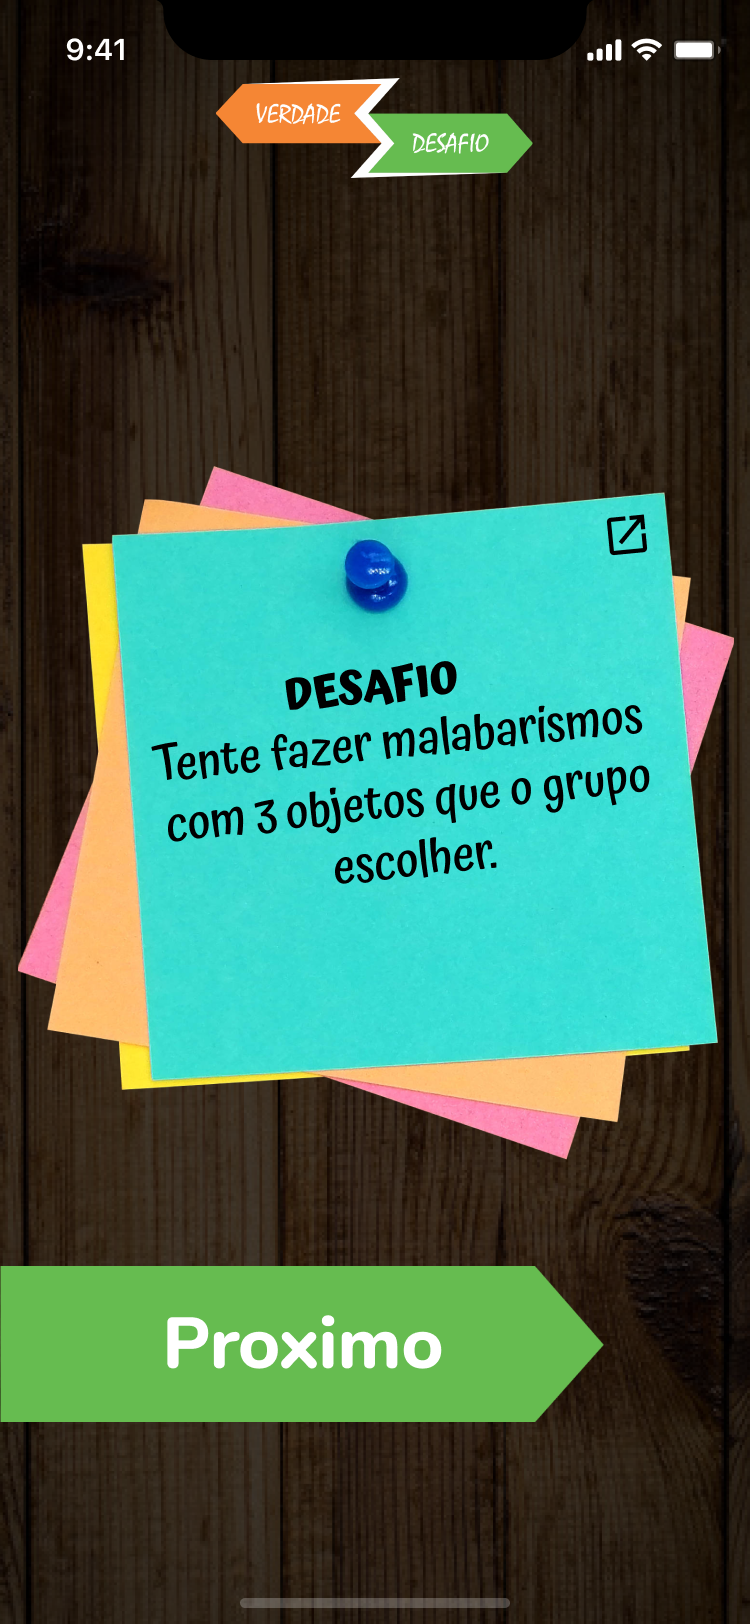 9:41
VERDADE
DESAFIO
DESAFIO
Tente fazer malabarismos
com 3 objetos que o grupo
escolher.
Proximo